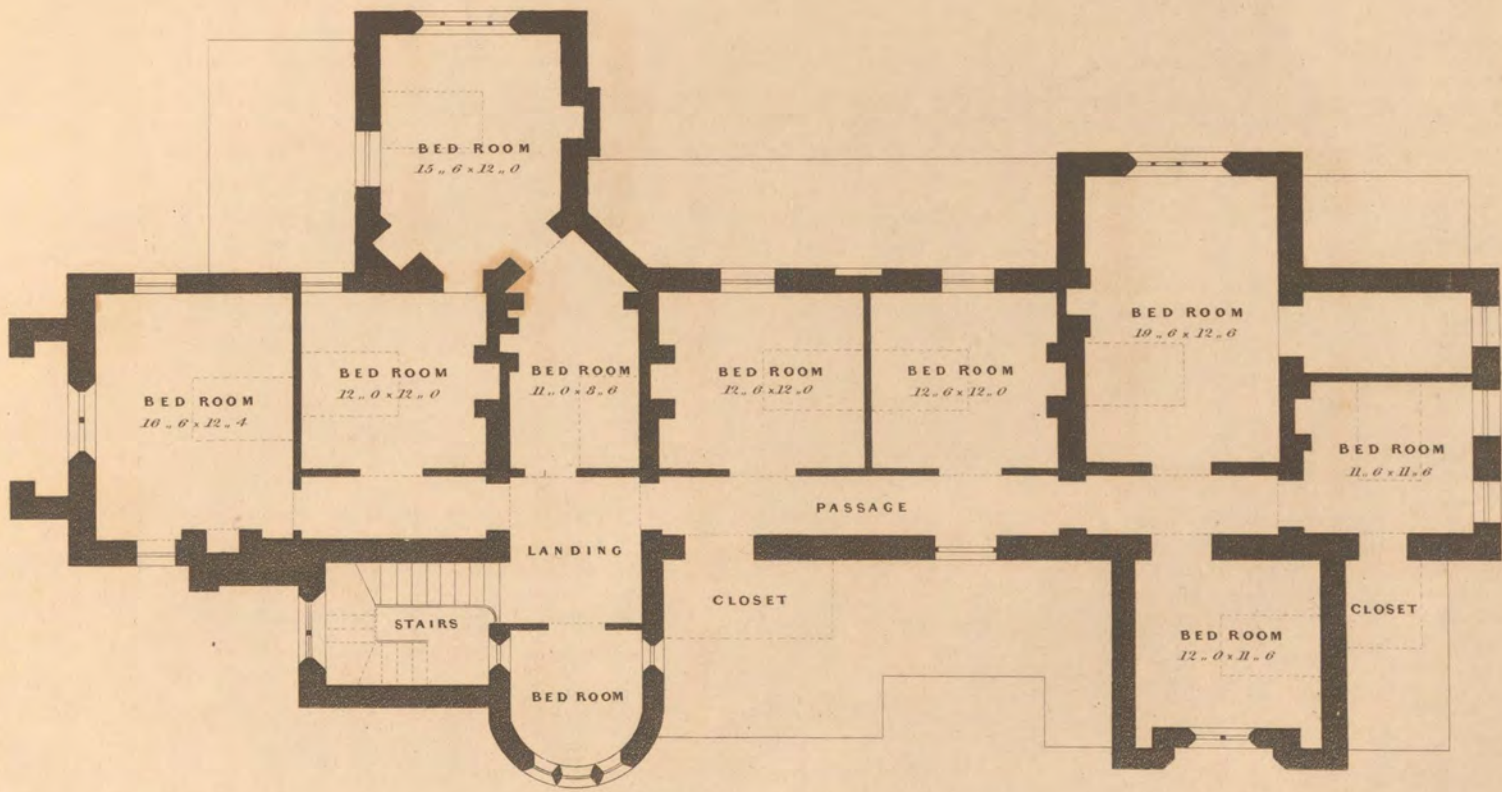 BED ROOM
15 „ 6 × 12 „ 0
BED ROOM
16 „ 6 × 12 „ 4
BED ROOM
12 „ 0 × 12 „ 0
BED ROOM
11 „ 0 × 8 „ 6
BED ROOM
12 „ 6 × 12 „ 0
BED ROOM
12 „ 6 × 12 „ 0
BED ROOM
19 „ 6 × 12 „ 6
BED ROOM
11 „ 6 × 11 „ 6
PASSAGE
LANDING
STAIRS
CLOSET
BED ROOM
BED ROOM
12 „ 0 × 11 „ 6
CLOSET